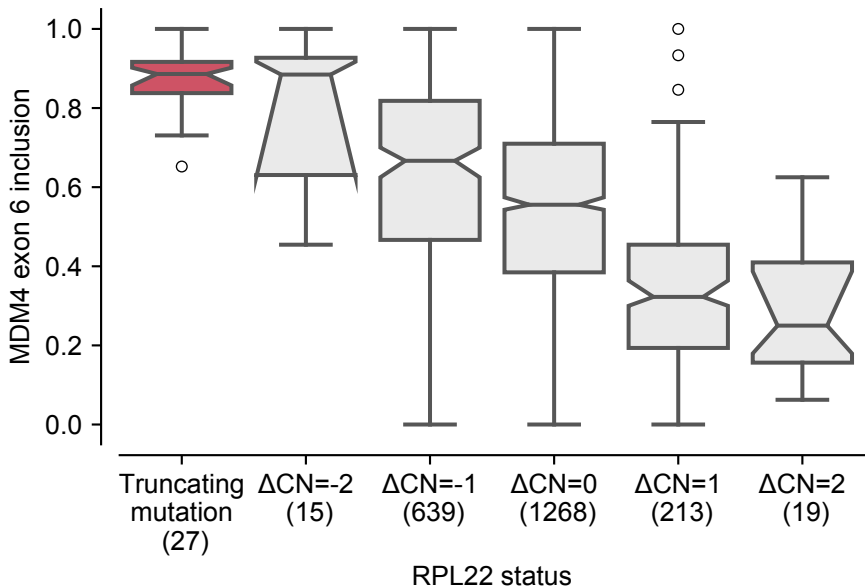 MDM4 exon 6 inclusion
1.0
0.8
0.6
0.4
0.2
0.0
Truncating
mutation
(27)
ΔCN=-2
(15)
ΔCN=-1
(639)
ΔCN=0
(1268)
ΔCN=1
(213)
ΔCN=2
(19)
RPL22 status